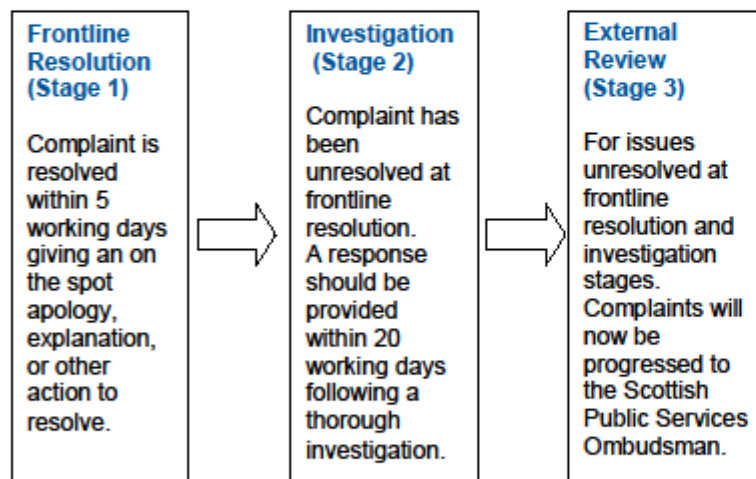 Frontline
Resolution
(Stage 1)
Complaint is
resolved
within 5
working days
giving an on
the spot
apology,
explanation,
or other
action to
resolve.
Investigation
(Stage 2)
Complaint has
been
unresolved at
frontline
resolution.
A response
should be
provided
within 20
working days
following a
thorough
investigation.
External
Review
(Stage 3)
For issues
unresolved at
frontline
resolution and
investigation
stages.
Complaints will
now be
progressed to
the Scottish
Public Services
Ombudsman.